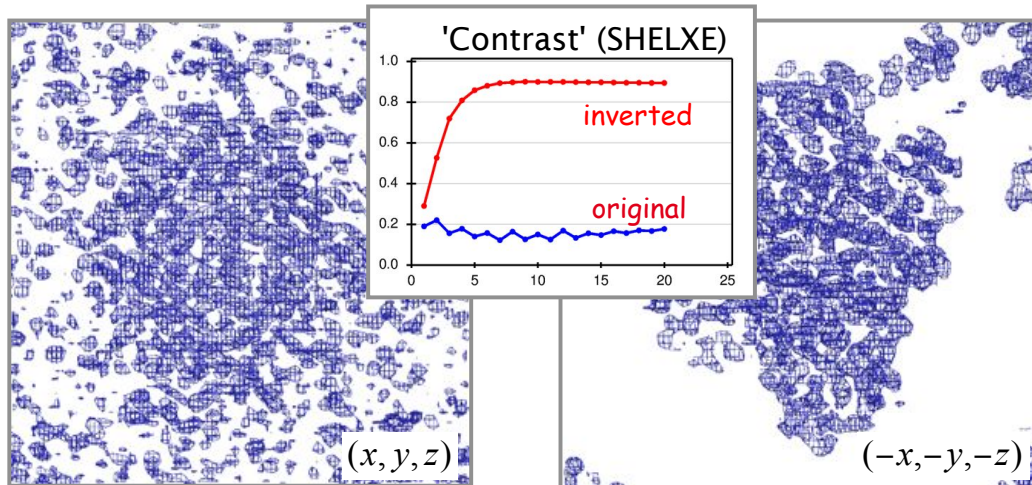 'Contrast' (SHELXE)
1.0
0.8
0.6
0.4
0.2
0.0
inverted
original
0 5 10 15 20 25
(x, y, z)
(-x,-y,-z)